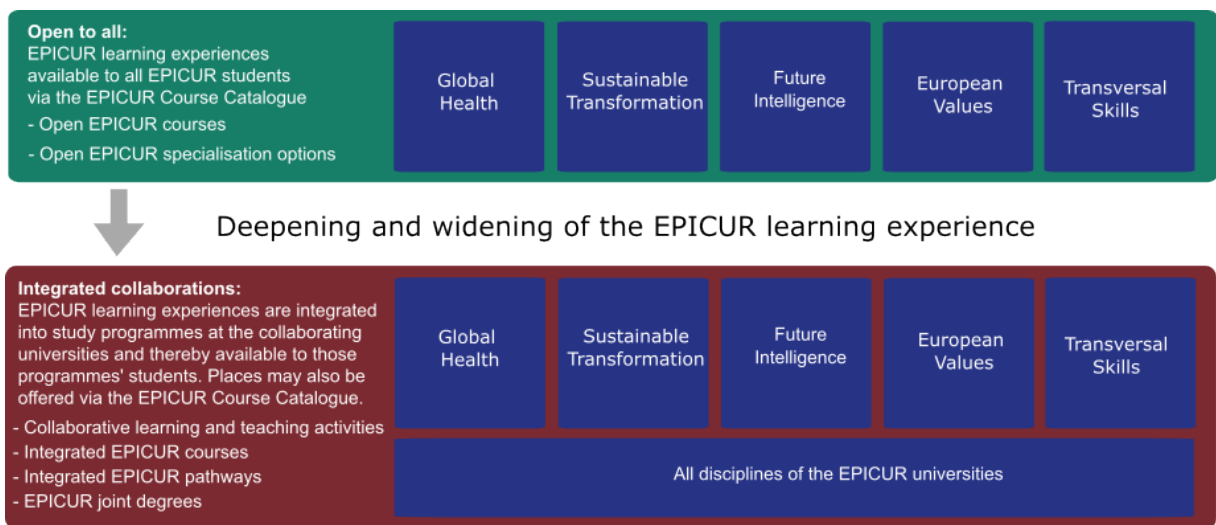 Open to all:
EPICUR learning experiences
available to all EPICUR students
via the EPICUR Course Catalogue
- Open EPICUR courses
- Open EPICUR specialisation options
Global
Health
Sustainable
Transformation
Future
Intelligence
European
Values
Transversal
Skills
Deepening and widening of the EPICUR learning experience
Integrated collaborations:
EPICUR learning experiences are integrated
into study programmes at the collaborating
universities and thereby available to those
programmes' students. Places may also be
offered via the EPICUR Course Catalogue.
- Collaborative learning and teaching activities
- Integrated EPICUR courses
- Integrated EPICUR pathways
- EPICUR joint degrees
Global
Health
Sustainable
Transformation
Future
Intelligence
European
Values
Transversal
Skills
All disciplines of the EPICUR universities